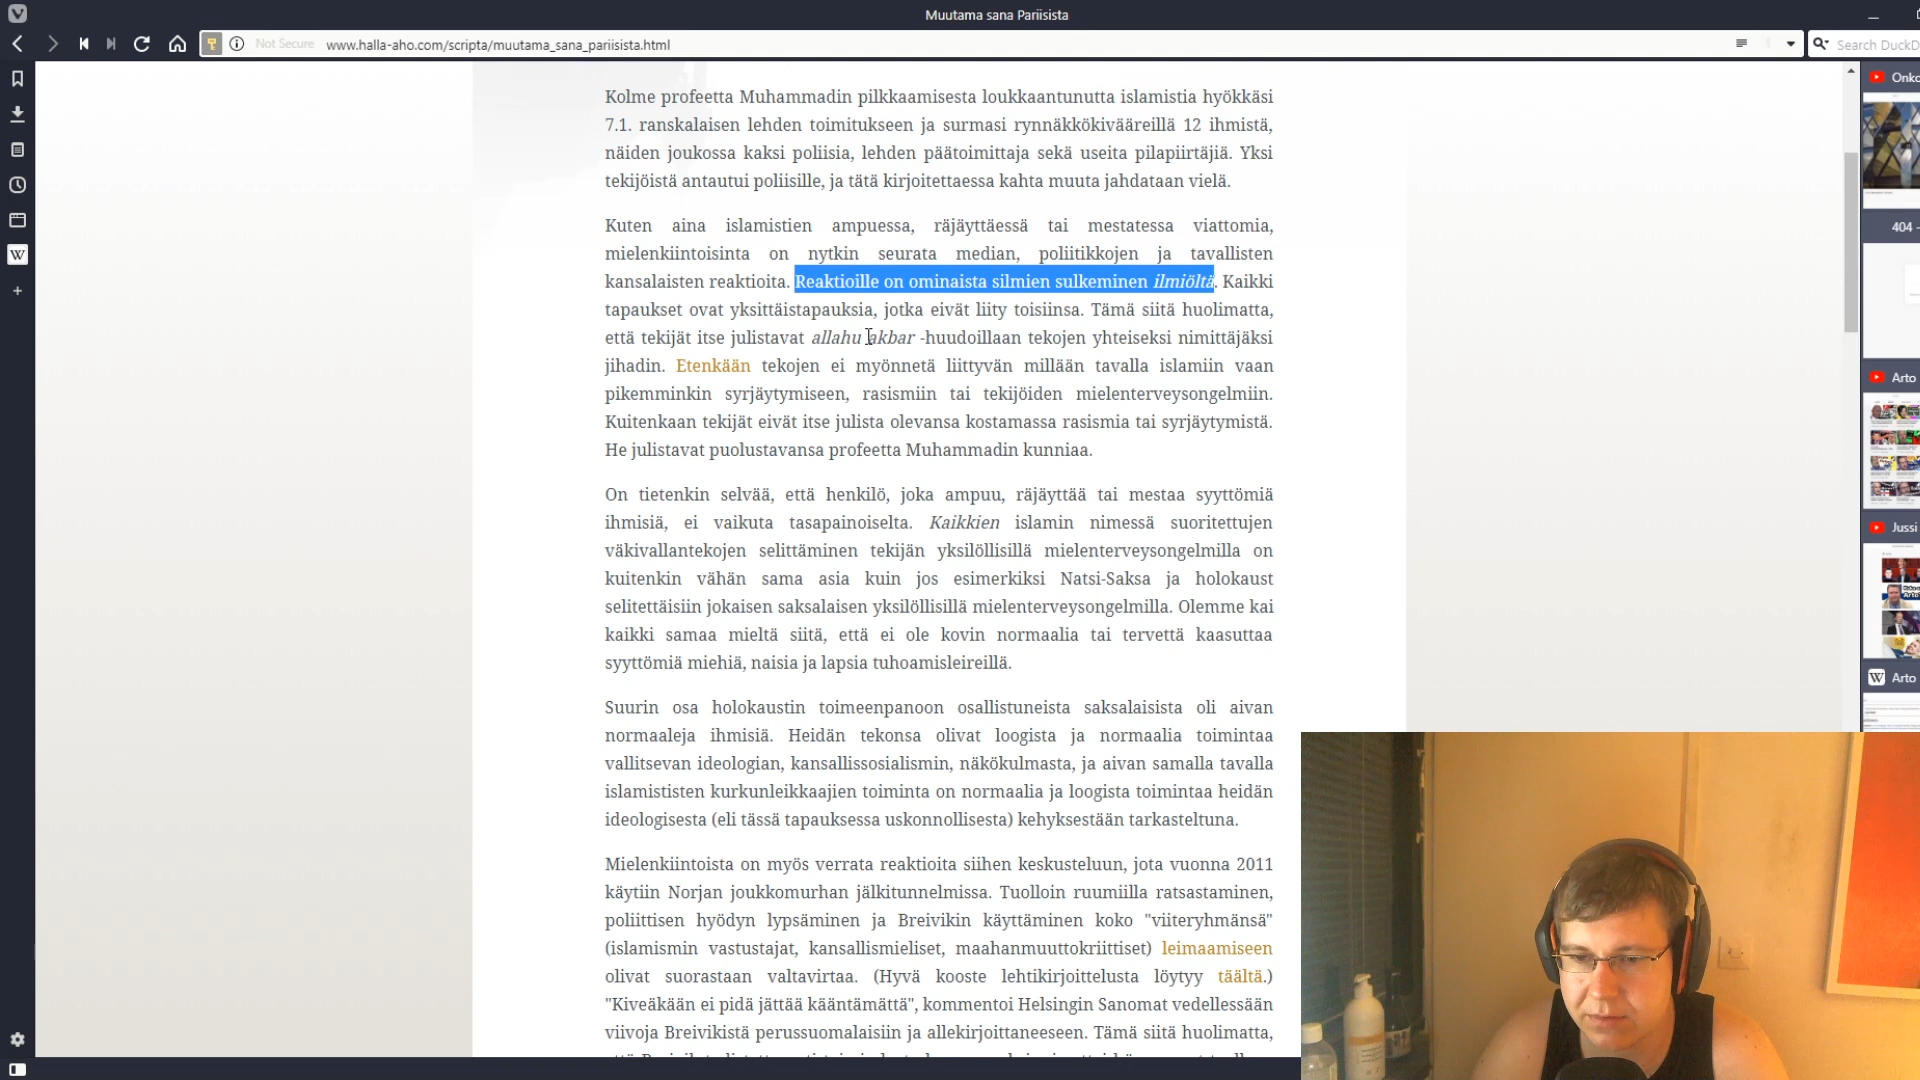 Muutama sana Pariisista
Not Secure www.halla-aho.com/scripta/muutama_sana_pariisista.html
Search DuckD
Kolme profeetta Muhammadin pilkkaamisesta loukkaantunutta islamistia hyökkäsi
7.1. ranskalaisen lehden toimitukseen ja surmasi rynnäkkökivääreillä 12 ihmistä,
näiden joukossa kaksi poliisia, lehden päätoimittaja sekä useita pilapiirtäjiä. Yksi
tekijöistä antautui poliisille, ja tätä kirjoitettaessa kahta muuta jahdataan vielä.
Kuten aina islamistien ampuessa, räjäyttäessä tai mestatessa viattomia,
mielenkiintoisinta on nytkin seurata median, poliitikkojen ja tavallisten
kansalaisten reaktioita. Reaktioille on ominaista silmien sulkeminen ilmiöltä. Kaikki
tapaukset ovat yksittäistapauksia, jotka eivät liity toisiinsa. Tämä siitä huolimatta,
että tekijät itse julistavat allahu akbar -huudoillaan tekojen yhteiseksi nimittäjäksi
jihadin. Etenkään tekojen ei myönnetä liittyvän millään tavalla islamiin vaan
pikemminkin syrjäytymiseen, rasismiin tai tekijöiden mielenterveysongelmiin.
Kuitenkaan tekijät eivät itse julista olevansa kostamassa rasismia tai syrjäytymistä.
He julistavat puolustavansa profeetta Muhammadin kunniaa.
On tietenkin selvää, että henkilö, joka ampuu, räjäyttää tai mestaa syyttömiä
ihmisiä, ei vaikuta tasapainoiselta. Kaikkien islamin nimessä suoritettujen
väkivallantekojen selittäminen tekijän yksilöllisillä mielenterveysongelmilla on
kuitenkin vähän sama asia kuin jos esimerkiksi Natsi-Saksa ja holokaust
selitettäisiin jokaisen saksalaisen yksilöllisillä mielenterveysongelmilla. Olemme kai
kaikki samaa mieltä siitä, että ei ole kovin normaalia tai tervettä kaasuttaa
syyttömiä miehiä, naisia ja lapsia tuhoamisleireillä.
Suurin osa holokaustin toimeenpanoon osallistuneista saksalaisista oli aivan
normaaleja ihmisiä. Heidän tekonsa olivat loogista ja normaalia toimintaa
vallitsevan ideologian, kansallissosialismin, näkökulmasta, ja aivan samalla tavalla
islamististen kurkunleikkaajien toiminta on normaalia ja loogista toimintaa heidän
ideologisesta (eli tässä tapauksessa uskonnollisesta) kehyksestään tarkasteltuna.
Mielenkiintoista on myös verrata reaktioita siihen keskusteluun, jota vuonna 2011
käytiin Norjan joukkomurhan jälkitunnelmissa. Tuolloin ruumiilla ratsastaminen,
poliittisen hyödyn lypsäminen ja Breivikin käyttäminen koko "viiteryhmänsä"
(islamismin vastustajat, kansallismieliset, maahanmuuttokriittiset) leimaamiseen
olivat suorastaan valtavirtaa. (Hyvä kooste lehtikirjoittelusta löytyy täältä.)
"Kiveäkään ei pidä jättää kääntämättä", kommentoi Helsingin Sanomat vedellessään
viivoja Breivikistä perussuomalaisiin ja allekirjoittaneeseen. Tämä siitä huolimatta,
Onko
404 -
Arto
Jussi
W Arto